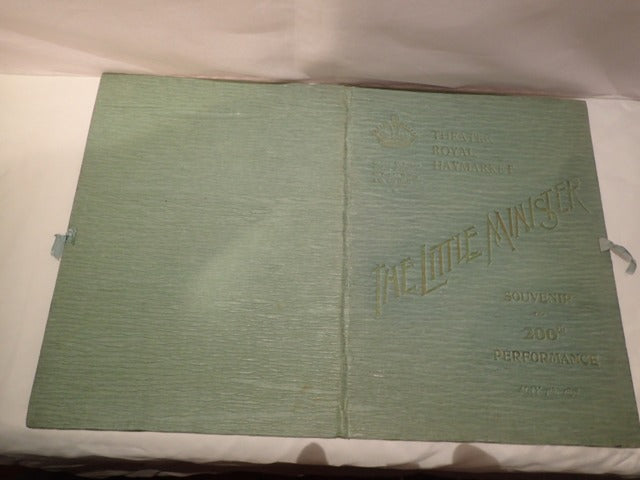 THEATRE
ROYAL
HAYMARKET
THE LITTLE MINISTER
SOUVENIR
200TH
PERFORMANCE